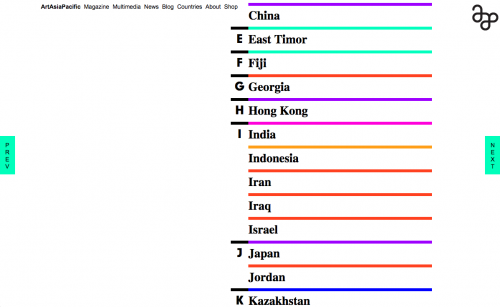 ArtAsiaPacific Magazine Multimedia News Blog Countries About Shop
China
E East Timor
F Fiji
G Georgia
H Hong Kong
I India
Indonesia
Iran
Iraq
Israel
J Japan
Jordan
K Kazakhstan
PREV
NEXT